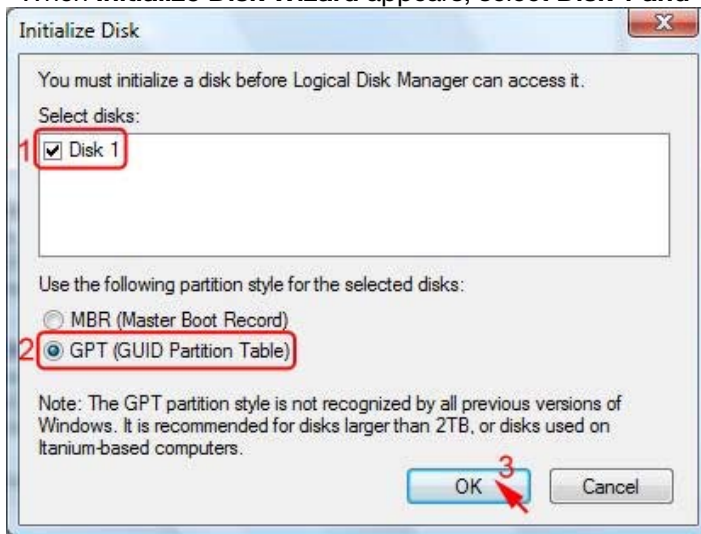 When Initialize Disk Wizard appears, select Disk 1 and
Initialize Disk
You must initialize a disk before Logical Disk Manager can access it.
Select disks:
1 Disk 1
Use the following partition style for the selected disks:
MBR (Master Boot Record)
2 GPT (GUID Partition Table)
Note: The GPT partition style is not recognized by all previous versions of
Windows. It is recommended for disks larger than 2TB, or disks used on
Itanium-based computers.
3
OK Cancel